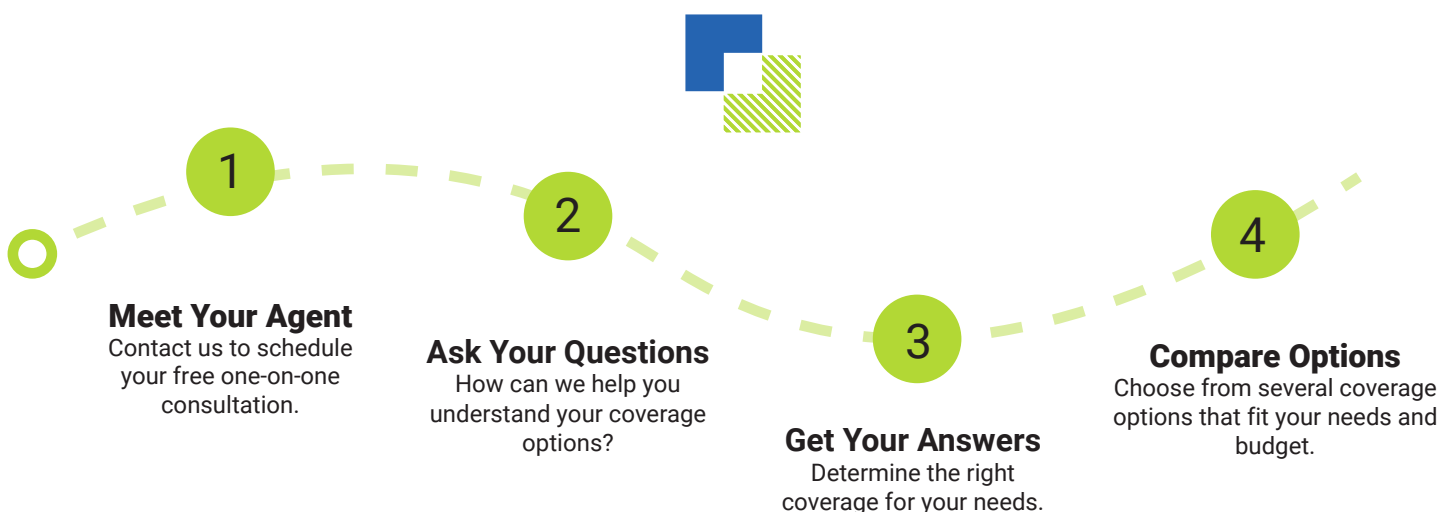 1
Meet Your Agent
Contact us to schedule
your free one-on-one
consultation.
2
Ask Your Questions
How can we help you
understand your coverage
options?
3
Get Your Answers
Determine the right
coverage for your needs.
4
Compare Options
Choose from several coverage
options that fit your needs and
budget.